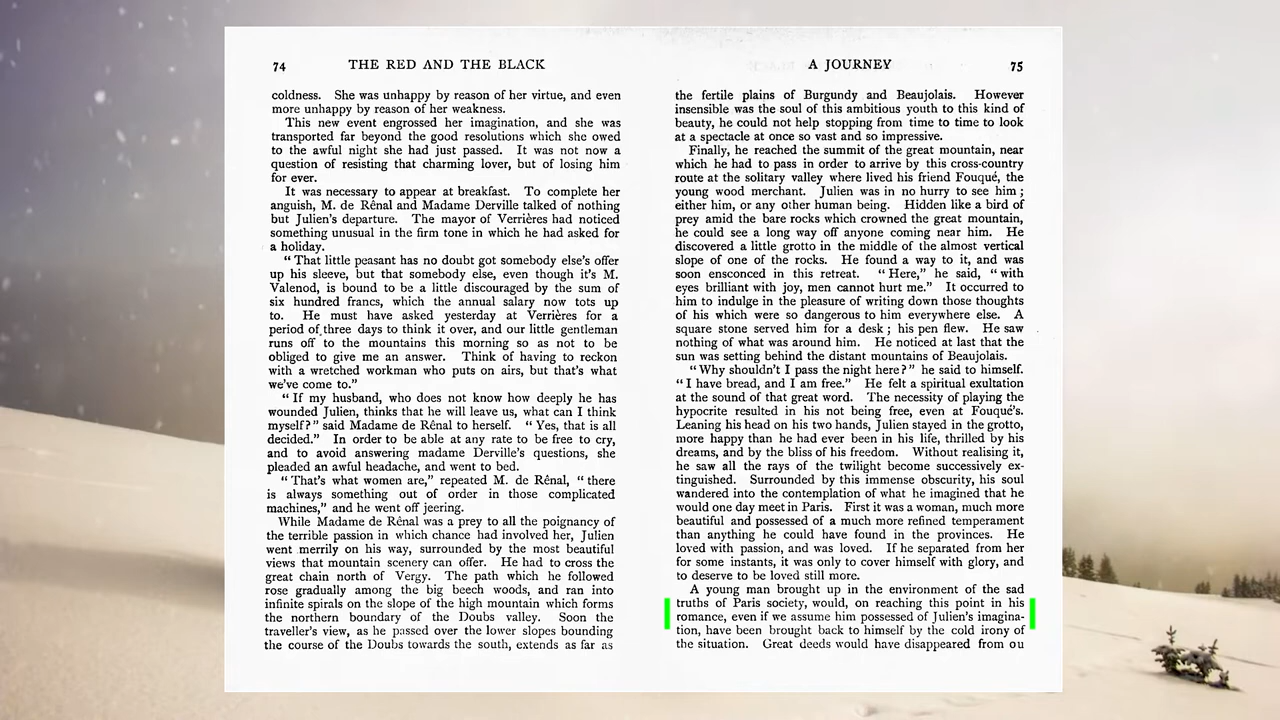 74 THE RED AND THE BLACK
coldness. She was unhappy by reason of her virtue, and even
more unhappy by reason of her weakness.
This new event engrossed her imagination, and she was
transported far beyond the good resolutions which she owed
to the awful night she had just passed. It was not now a
question of resisting that charming lover, but of losing him
for ever.
It was necessary to appear at breakfast. To complete her
anguish, M. de Rênal and Madame Derville talked of nothing
but Julien's departure. The mayor of Verrières had noticed
something unusual in the firm tone in which he had asked for
a holiday.
“ That little peasant has no doubt got somebody else's offer
up his sleeve, but that somebody else, even though it's M.
Valenod, is bound to be a little discouraged by the sum of
six hundred francs, which the annual salary now tots up
to. He must have asked yesterday at Verrières for a
period of three days to think it over, and our little gentleman
runs off to the mountains this morning so as not to be
obliged to give me an answer. Think of having to reckon
with a wretched workman who puts on airs, but that's what
we've come to.”
“ If my husband, who does not know how deeply he has
wounded Julien, thinks that he will leave us, what can I think
myself?” said Madame de Rênal to herself. “ Yes, that is all
decided.” In order to be able at any rate to be free to cry,
and to avoid answering madame Derville's questions, she
pleaded an awful headache, and went to bed.
“ That's what women are,” repeated M. de Rênal, “ there
is always something out of order in those complicated
machines,” and he went off jeering.
While Madame de Rênal was a prey to all the poignancy of
the terrible passion in which chance had involved her, Julien
went merrily on his way, surrounded by the most beautiful
views that mountain scenery can offer. He had to cross the
great chain north of Vergy. The path which he followed
rose gradually among the big beech woods, and ran into
infinite spirals on the slope of the high mountain which forms
the northern boundary of the Doubs valley. Soon the
traveller's view, as he passed over the lower slopes bounding
the course of the Doubs towards the south, extends as far as
A JOURNEY 75
the fertile plains of Burgundy and Beaujolais. However
insensible was the soul of this ambitious youth to this kind of
beauty, he could not help stopping from time to time to look
at a spectacle at once so vast and so impressive.
Finally, he reached the summit of the great mountain, near
which he had to pass in order to arrive by this cross-country
route at the solitary valley where lived his friend Fouqué, the
young wood merchant. Julien was in no hurry to see him ;
either him, or any other human being. Hidden like a bird of
prey amid the bare rocks which crowned the great mountain,
he could see a long way off anyone coming near him. He
discovered a little grotto in the middle of the almost vertical
slope of one of the rocks. He found a way to it, and was
soon ensconced in this retreat. “ Here,” he said, “ with
eyes brilliant with joy, men cannot hurt me.” It occurred to
him to indulge in the pleasure of writing down those thoughts
of his which were so dangerous to him everywhere else. A
square stone served him for a desk ; his pen flew. He saw
nothing of what was around him. He noticed at last that the
sun was setting behind the distant mountains of Beaujolais.
“ Why shouldn't I pass the night here?” he said to himself.
“ I have bread, and I am free.” He felt a spiritual exultation
at the sound of that great word. The necessity of playing the
hypocrite resulted in his not being free, even at Fouqué's.
Leaning his head on his two hands, Julien stayed in the grotto,
more happy than he had ever been in his life, thrilled by his
dreams, and by the bliss of his freedom. Without realising it,
he saw all the rays of the twilight become successively ex-
tinguished. Surrounded by this immense obscurity, his soul
wandered into the contemplation of what he imagined that he
would one day meet in Paris. First it was a woman, much more
beautiful and possessed of a much more refined temperament
than anything he could have found in the provinces. He
loved with passion, and was loved. If he separated from her
for some instants, it was only to cover himself with glory, and
to deserve to be loved still more.
A young man brought up in the environment of the sad
truths of Paris society, would, on reaching this point in his
romance, even if we assume him possessed of Julien's imagina-
tion, have been brought back to himself by the cold irony of
the situation. Great deeds would have disappeared from ou